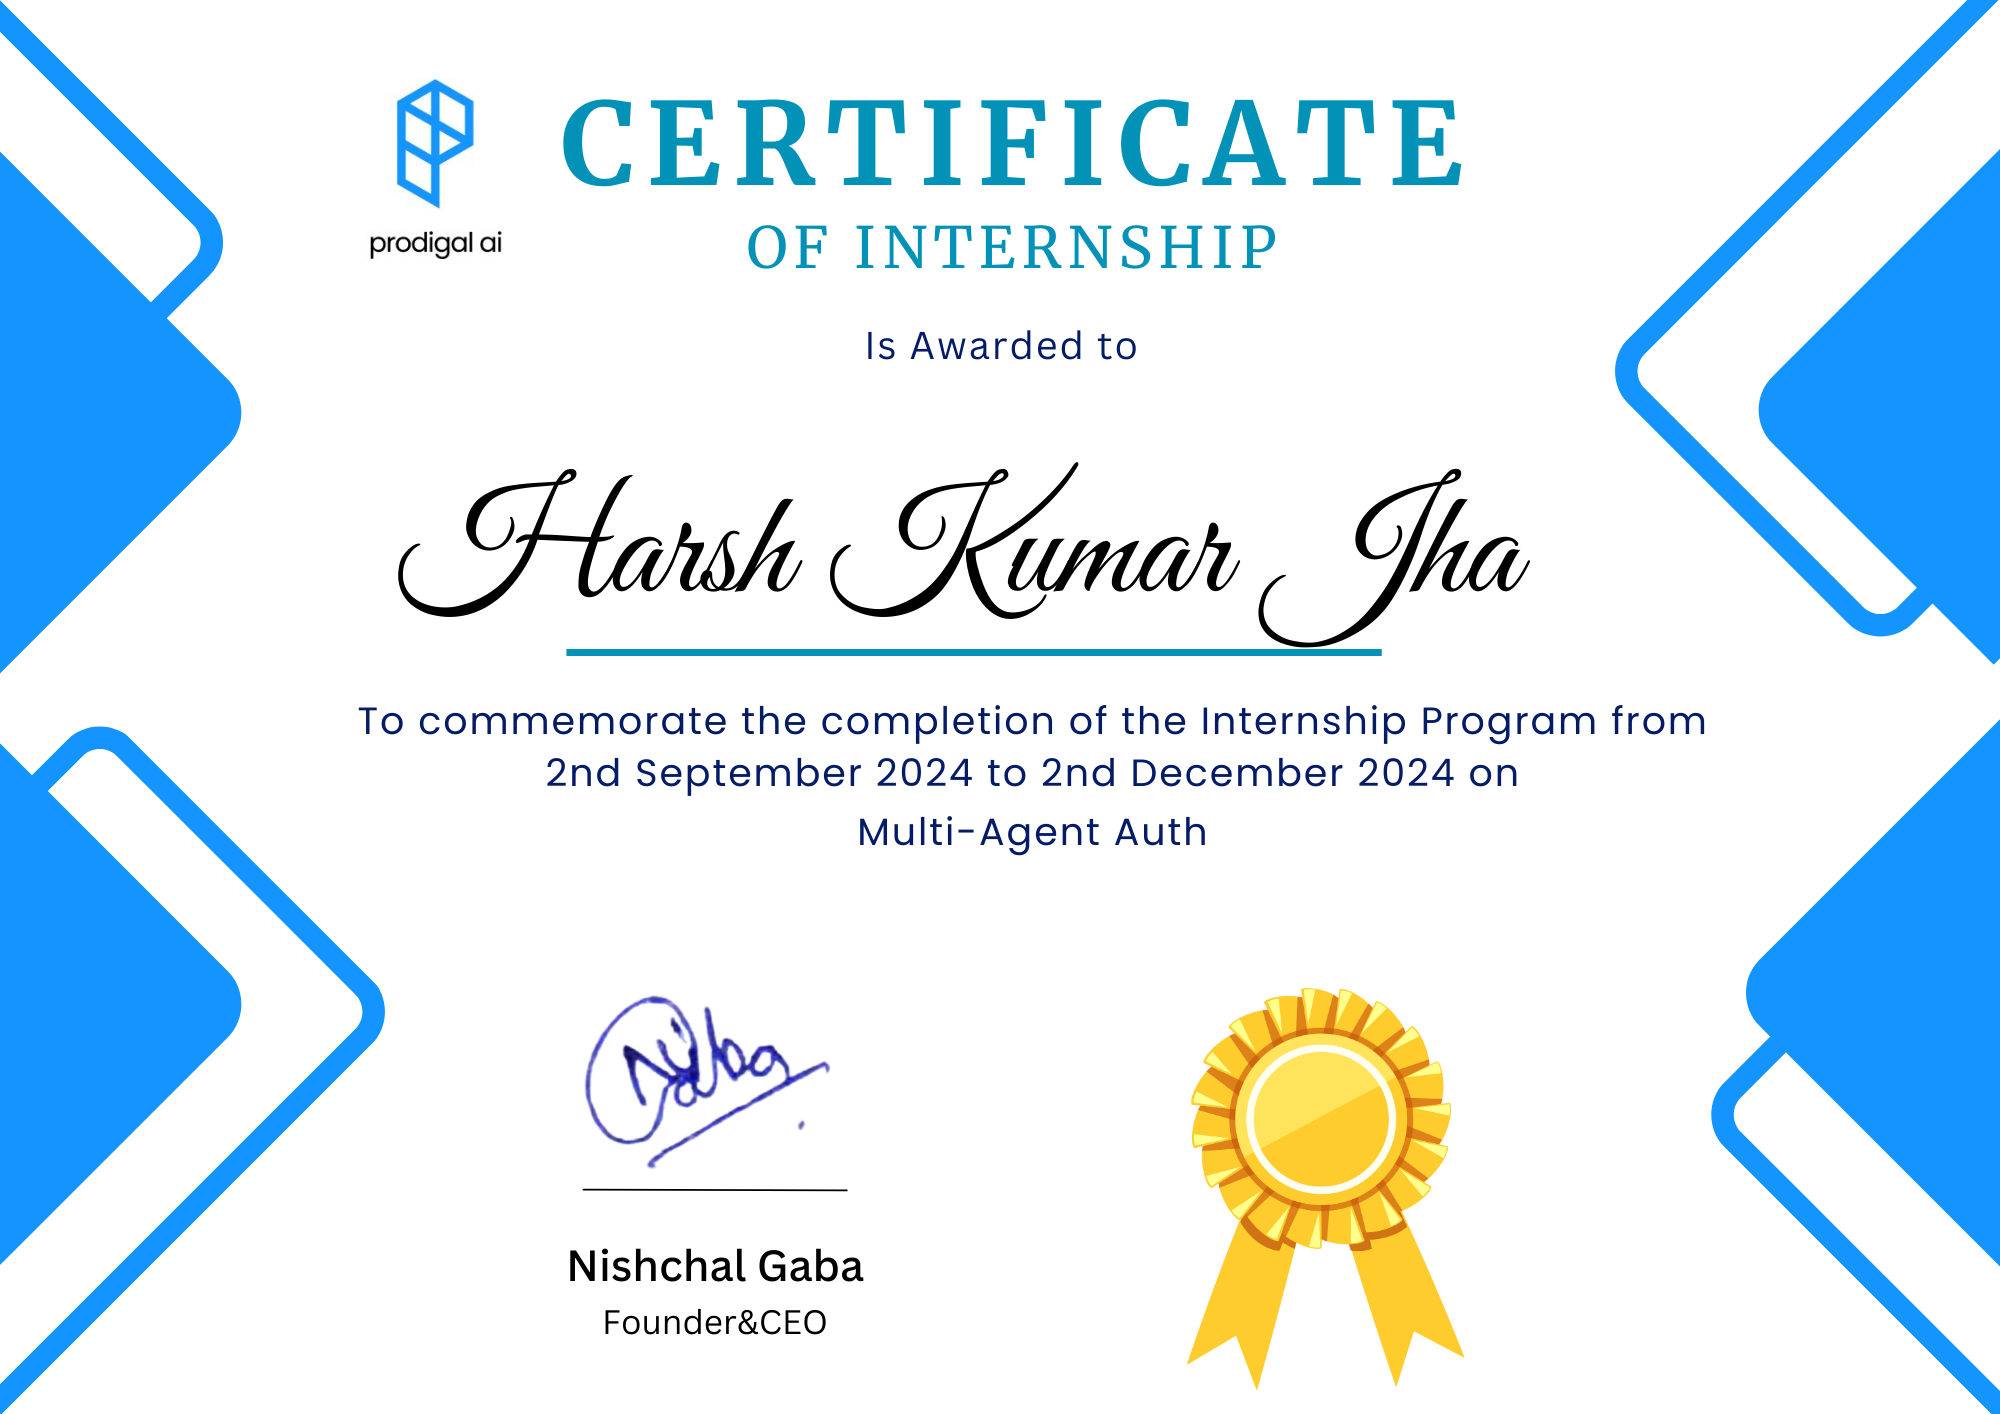 prodigal ai
CERTIFICATE
OF INTERNSHIP
Is Awarded to
Harsh Kumar Jha
To commemorate the completion of the Internship Program from
2nd September 2024 to 2nd December 2024 on
Multi-Agent Auth
Nishchal Gaba
Founder&CEO